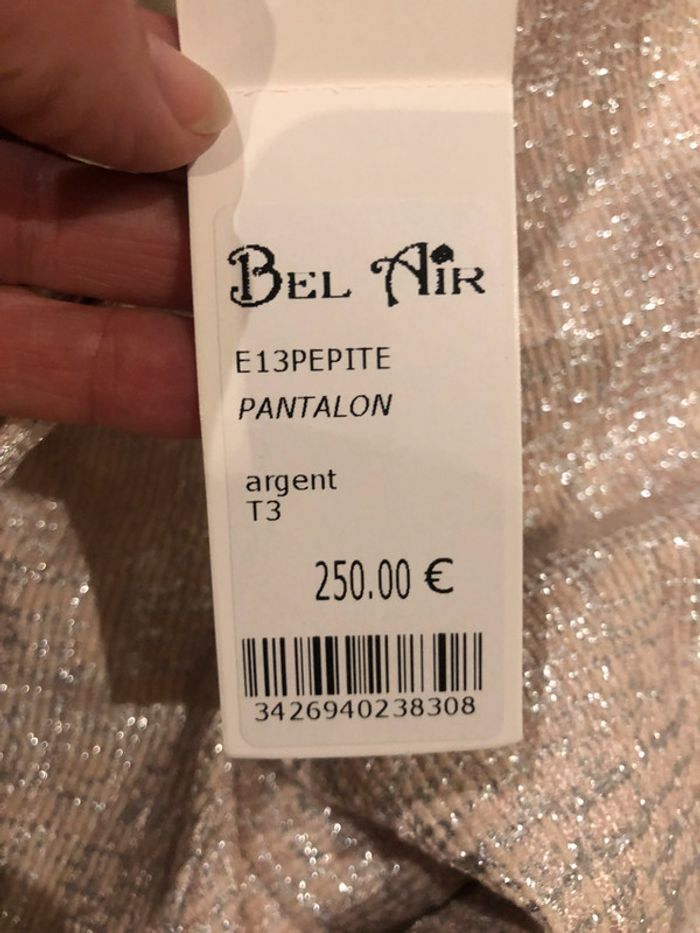 BEL AIR
E13PEPITE
PANTALON
argent
T3
250.00 €
3426940238308